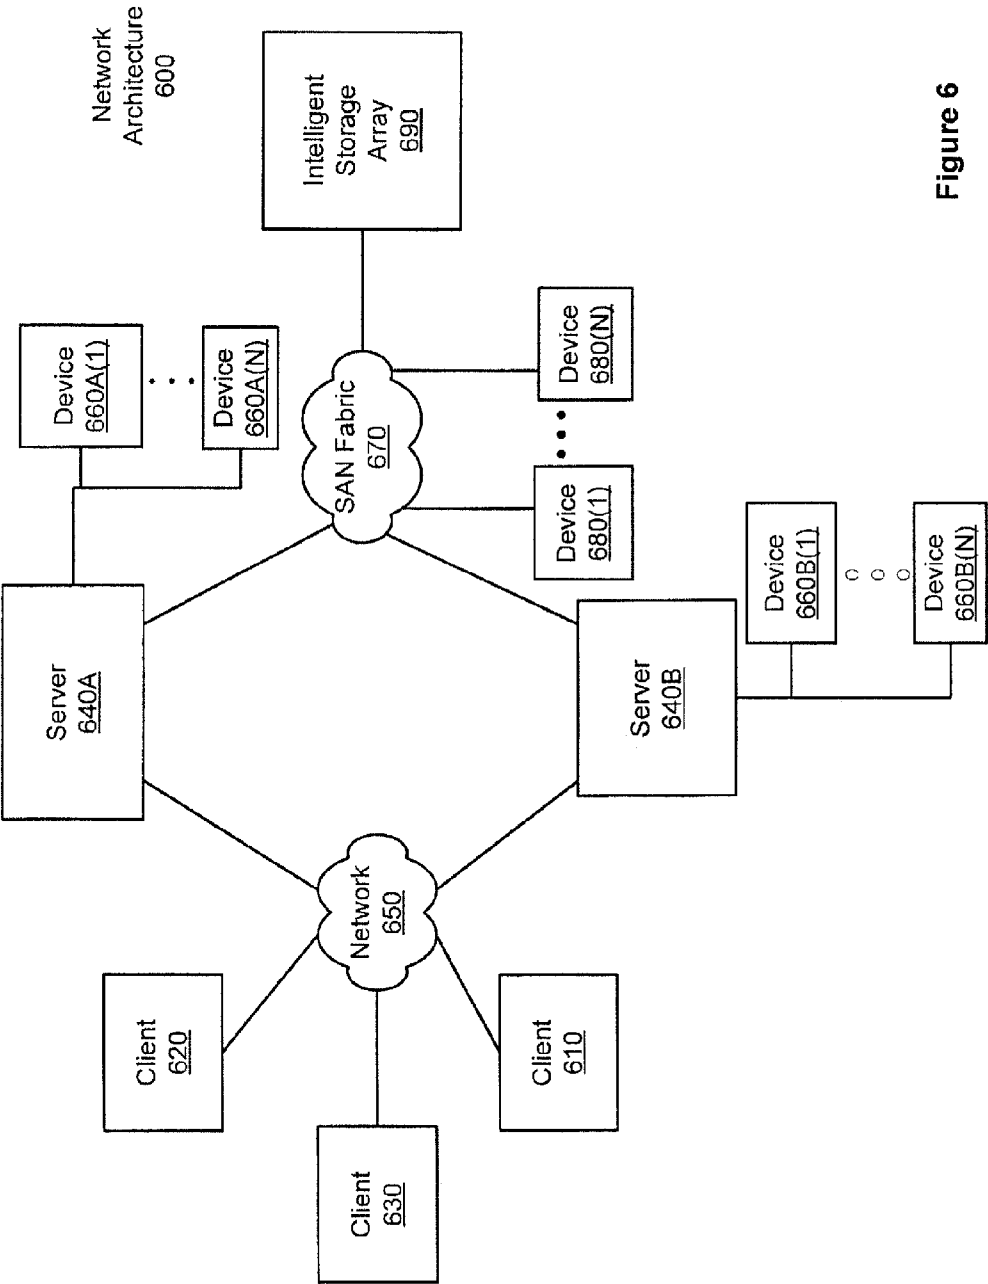 Network
Architecture
600
Client
620
Client
630
Client
610
Network
650
Server
640A
Server
640B
Device
660A(1)
Device
660A(N)
SAN Fabric
670
Intelligent
Storage
Array
690
Device
680(1)
Device
680(N)
Device
660B(1)
Device
660B(N)
Figure 6